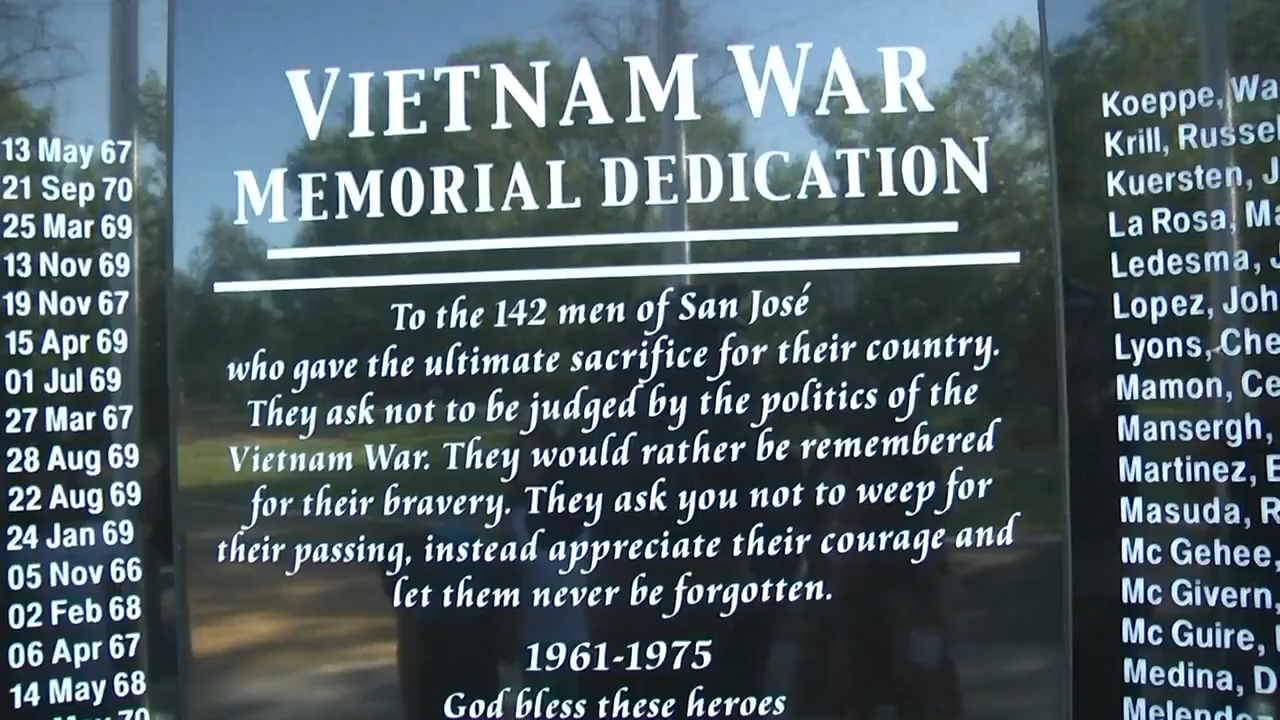 13 May 67
21 Sep 70
25 Mar 69
13 Nov 69
19 Nov 67
15 Apr 69
01 Jul 69
27 Mar 67
28 Aug 69
22 Aug 69
24 Jan 69
05 Nov 66
02 Feb 68
06 Apr 67
14 May 68
VIETNAM WAR
MEMORIAL DEDICATION
To the 142 men of San José
who gave the ultimate sacrifice for their country.
They ask not to be judged by the politics of the
Vietnam War. They would rather be remembered
for their bravery. They ask you not to weep for
their passing, instead appreciate their courage and
let them never be forgotten.
1961-1975
God bless these heroes
Koeppe,
Krill,
Kuersten,
La Rosa,
Ledesma,
Lopez,
Lyons,
Mamon,
Mansergh,
Martinez,
Masuda,
Mc Gehee,
Mc Givern,
Mc Guire,
Medina,